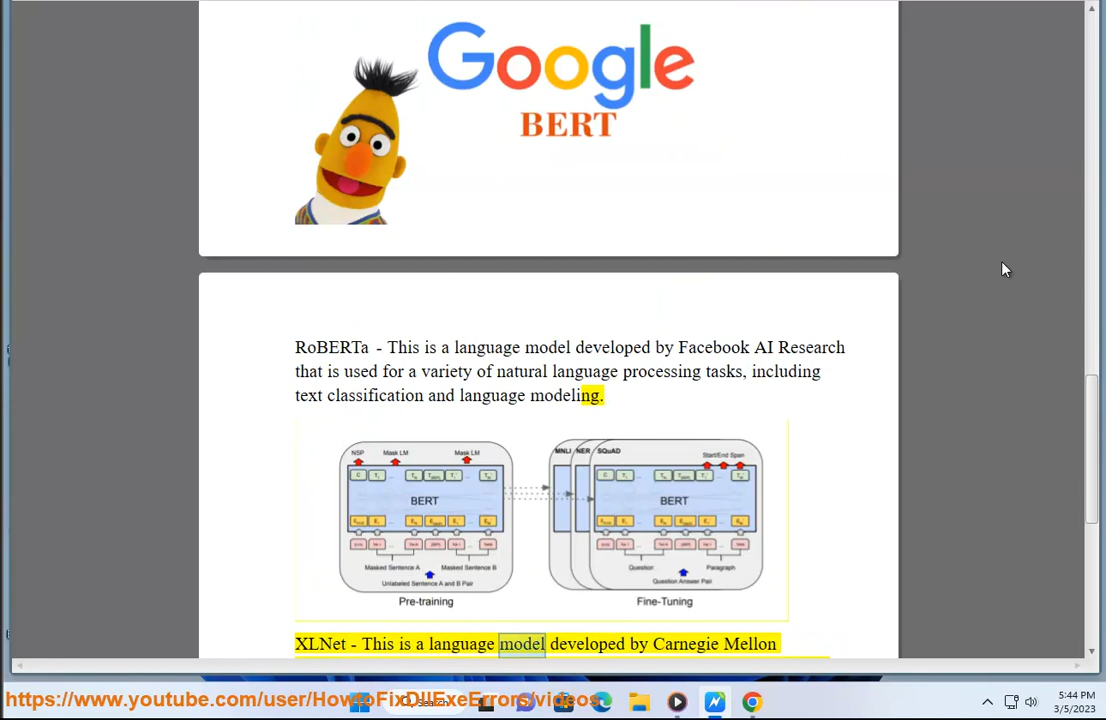 Google
BERT
RoBERTa - This is a language model developed by Facebook AI Research
that is used for a variety of natural language processing tasks, including
text classification and language modeling.
NSP Mask LM Mask LM
MNLI NER SQuAD Start/End Span
BERT BERT
Masked Sentence A Masked Sentence B Question Paragraph
Unlabeled Sentence A and B Pair Question Answer Pair
Pre-training Fine-Tuning
XLNet - This is a language model developed by Carnegie Mellon
https://www.youtube.com/user/HowtoFixDllExeErrors/videos
5:44 PM
3/5/2023